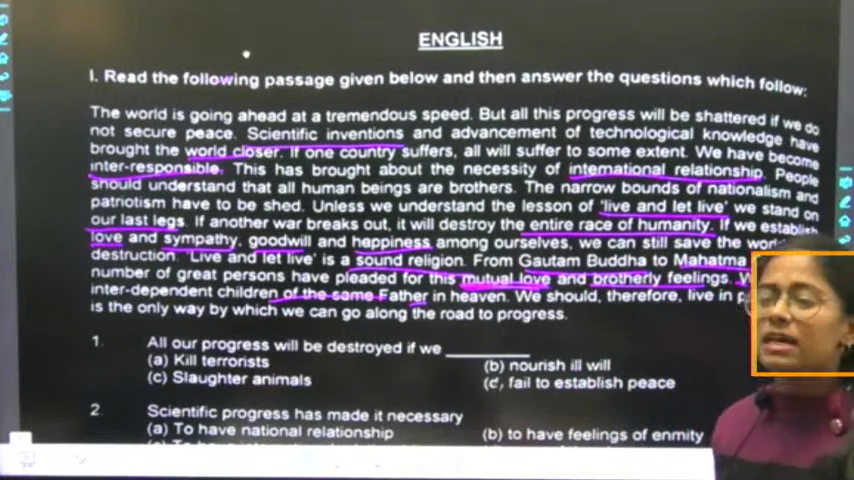 ENGLISH
I. Read the following passage given below and then answer the questions which follow:
The world is going ahead at a tremendous speed. But all this progress will be shattered if we do
not secure peace. Scientific inventions and advancement of technological knowledge have
brought the world closer. If one country suffers, all will suffer to some extent. We have become
inter-responsible. This has brought about the necessity of international relationship. People
should understand that all human beings are brothers. The narrow bounds of nationalism and
patriotism have to be shed. Unless we understand the lesson of 'live and let live' we stand on
our last legs. If another war breaks out, it will destroy the entire race of humanity. If we establish
love and sympathy, goodwill and happiness among ourselves, we can still save the
destruction. 'Live and let live' is a sound religion. From Gautam Buddha to Mahatma
number of great persons have pleaded for this mutual love and brotherly feelings.
inter-dependent children of the same Father in heaven. We should, therefore, live in
is the only way by which we can go along the road to progress.
1. All our progress will be destroyed if we ________
(a) Kill terrorists (b) nourish ill will
(c) Slaughter animals (d) fail to establish peace
2. Scientific progress has made it necessary
(a) To have national relationship (b) to have feelings of enmity